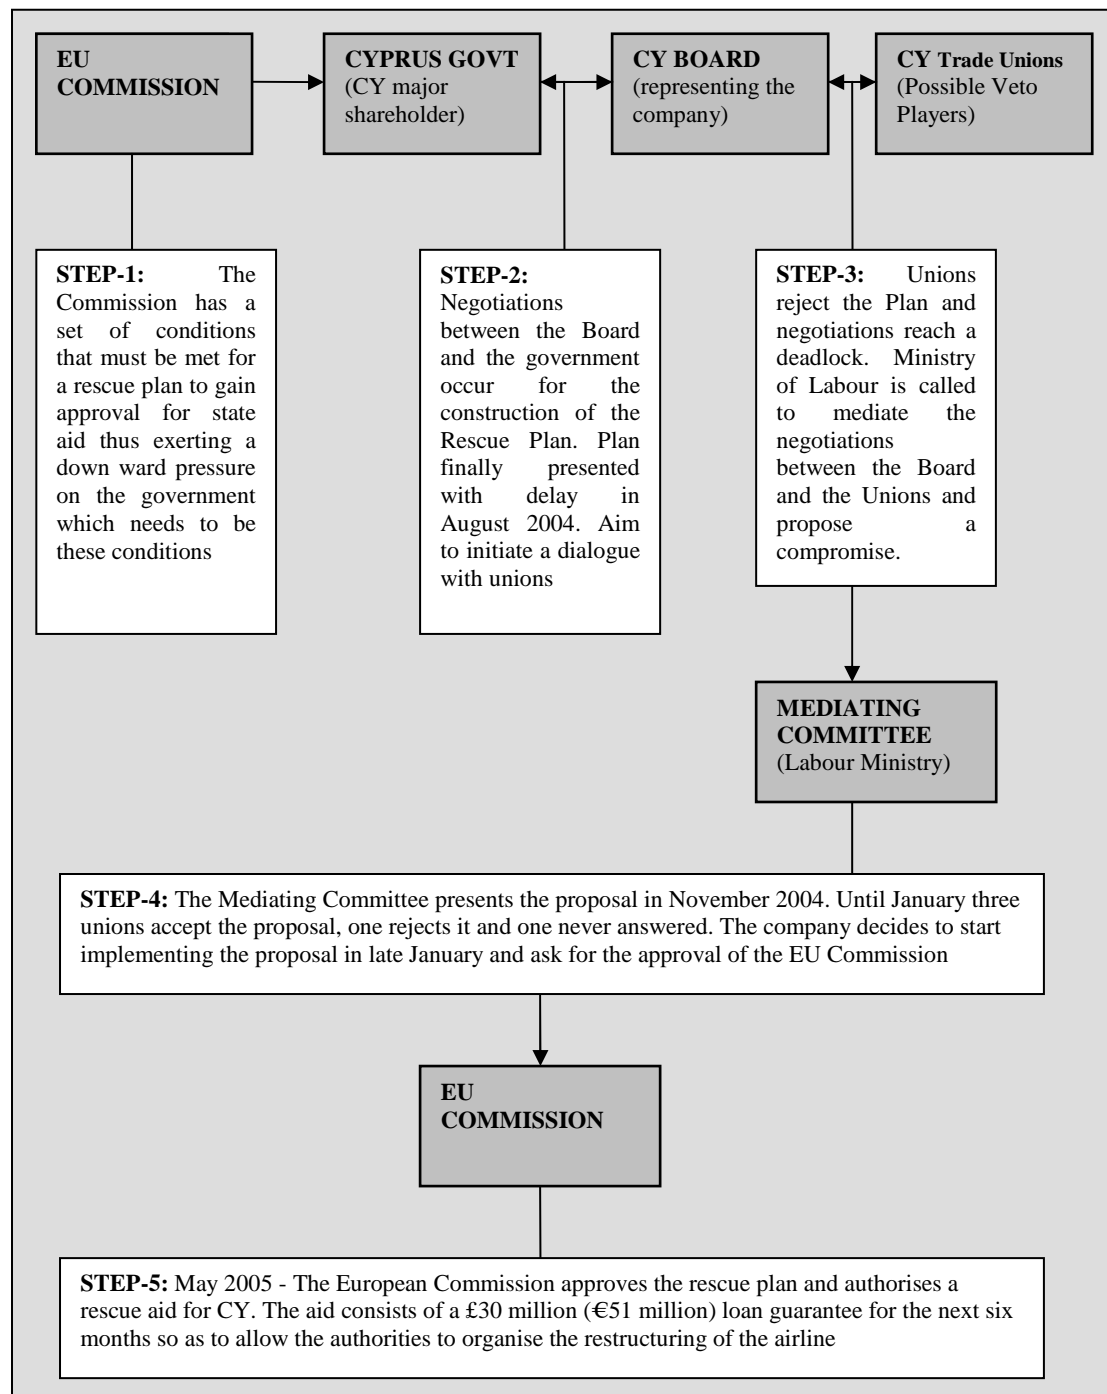 EU
COMMISSION
CYPRUS GOVT
(CY major
shareholder)
CY BOARD
(representing the
company)
CY Trade Unions
(Possible Veto
Players)
STEP-1: The
Commission has a
set of conditions
that must be met for
a rescue plan to gain
approval for state
aid thus exerting a
down ward pressure
on the government
which needs to be
these conditions
STEP-2:
Negotiations
between the Board
and the government
occur for the
construction of the
Rescue Plan. Plan
finally presented
with delay in
August 2004. Aim
to initiate a dialogue
with unions
STEP-3: Unions
reject the Plan and
negotiations reach a
deadlock. Ministry
of Labour is called
to mediate the
negotiations
between the Board
and the Unions and
propose a
compromise.
MEDIATING
COMMITTEE
(Labour Ministry)
STEP-4: The Mediating Committee presents the proposal in November 2004. Until January three
unions accept the proposal, one rejects it and one never answered. The company decides to start
implementing the proposal in late January and ask for the approval of the EU Commission
EU
COMMISSION
STEP-5: May 2005 - The European Commission approves the rescue plan and authorises a
rescue aid for CY. The aid consists of a £30 million (€51 million) loan guarantee for the next six
months so as to allow the authorities to organise the restructuring of the airline